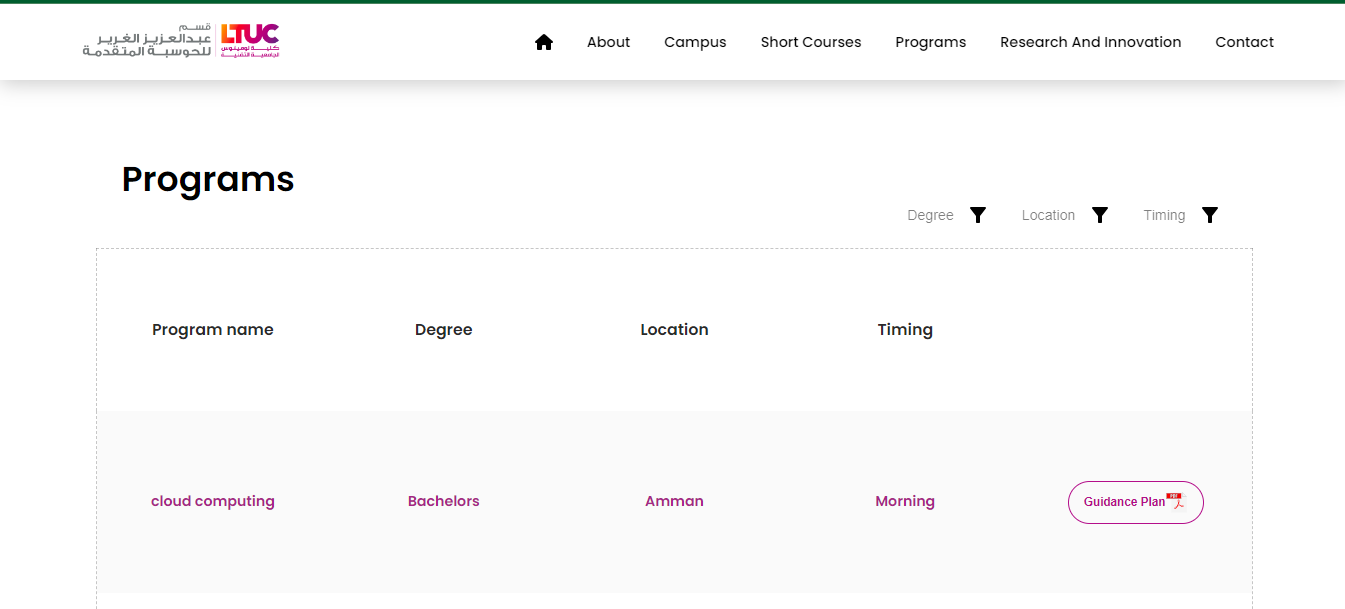 قسم
عبدالعزيز الغرير
للحوسبة المتقدمة
LTUC
كلية لومينوس
الجامعية التقنية
About Campus Short Courses Programs Research And Innovation Contact
Programs
Degree Location Timing
Program name Degree Location Timing
cloud computing Bachelors Amman Morning Guidance Plan
PDF